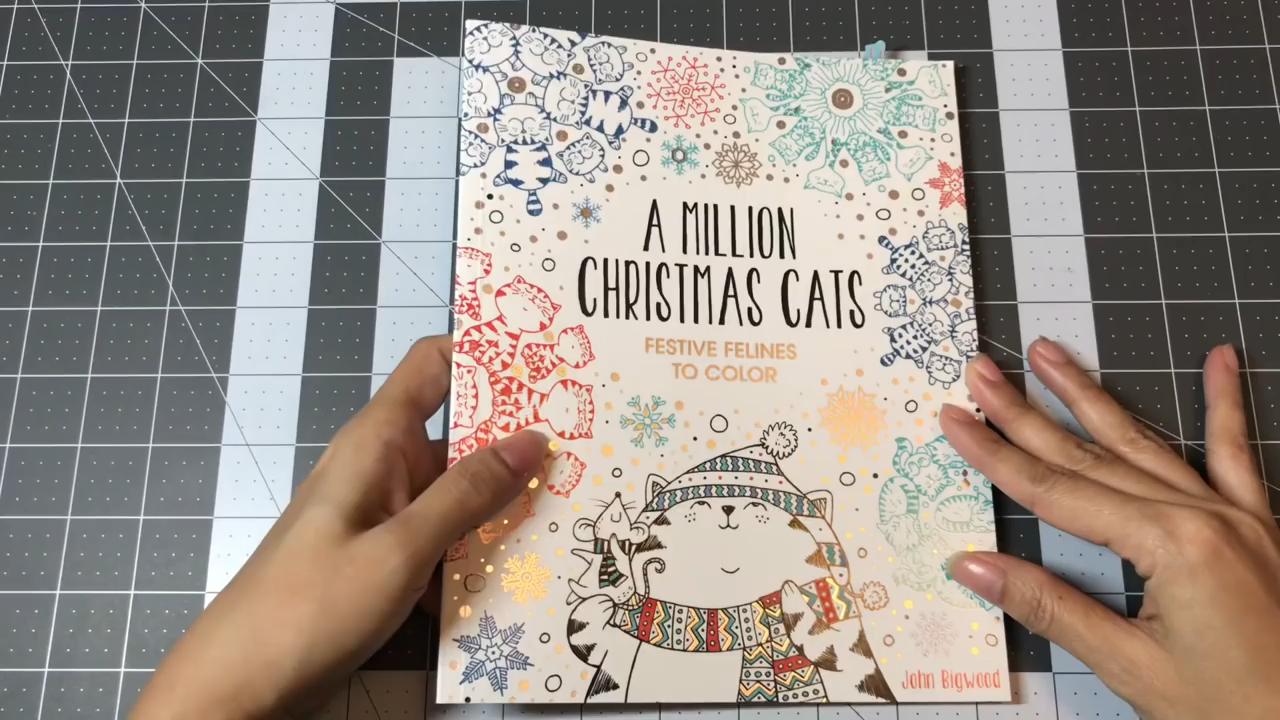 A MILLION
CHRISTMAS CATS
FESTIVE FELINES
TO COLOR
John Bigwood